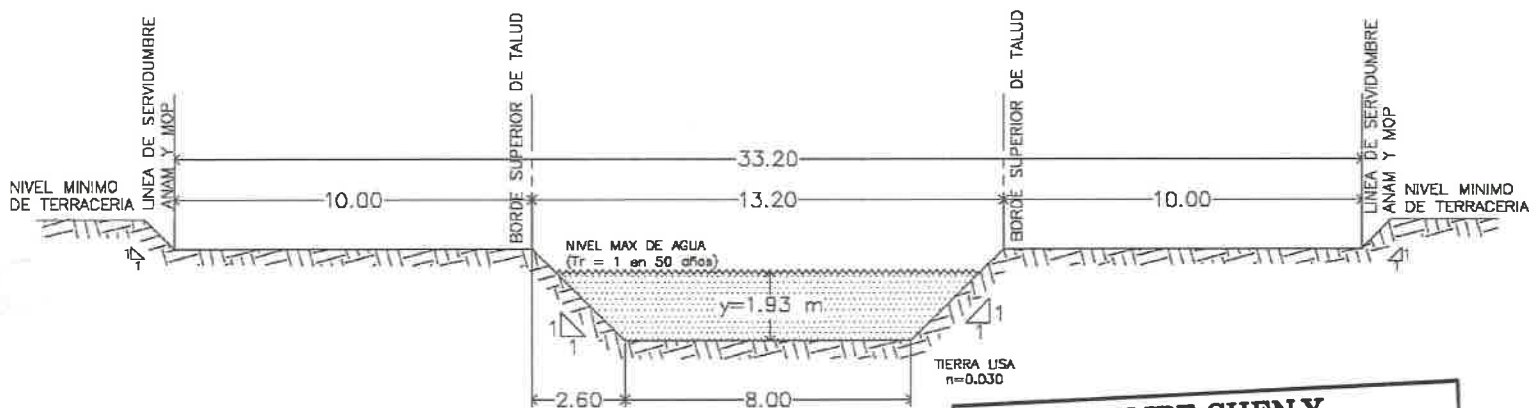 LINEA DE SERVIDUMBRE
ANAM Y MOP
BORDE SUPERIOR DE TALUD
BORDE SUPERIOR DE TALUD
LINEA DE SERVIDUMBRE
ANAM Y MOP
33.20
NIVEL MINIMO
DE TERRACERIA
10.00
13.20
10.00
NIVEL MINIMO
DE TERRACERIA
NIVEL MAX DE AGUA
(Tr = 1 en 50 años)
1
1
1
1
y=1.93 m
1
1
1
1
TIERRA LISA
n=0.030
2.60
8.00